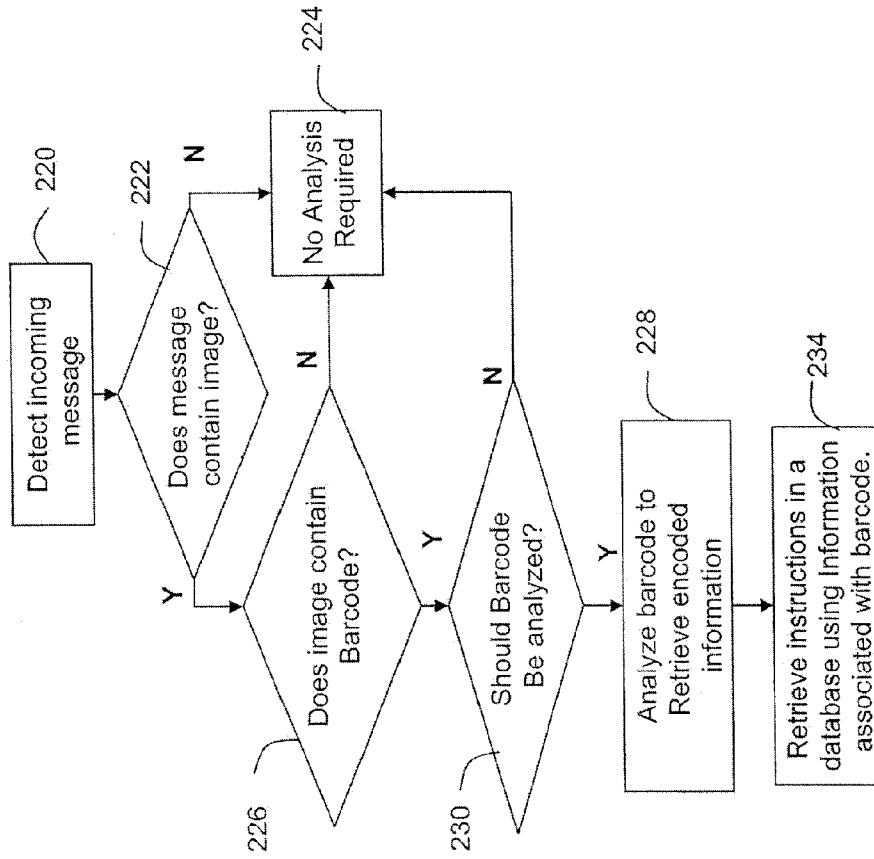 220
Detect incoming
message
222
Does message
contain image?
Y
N
224
No Analysis
Required
226
Does image contain
Barcode?
N
Y
230
Should Barcode
Be analyzed?
N
Y
228
Analyze barcode to
Retrieve encoded
information
234
Retrieve instructions in a
database using Information
associated with barcode.